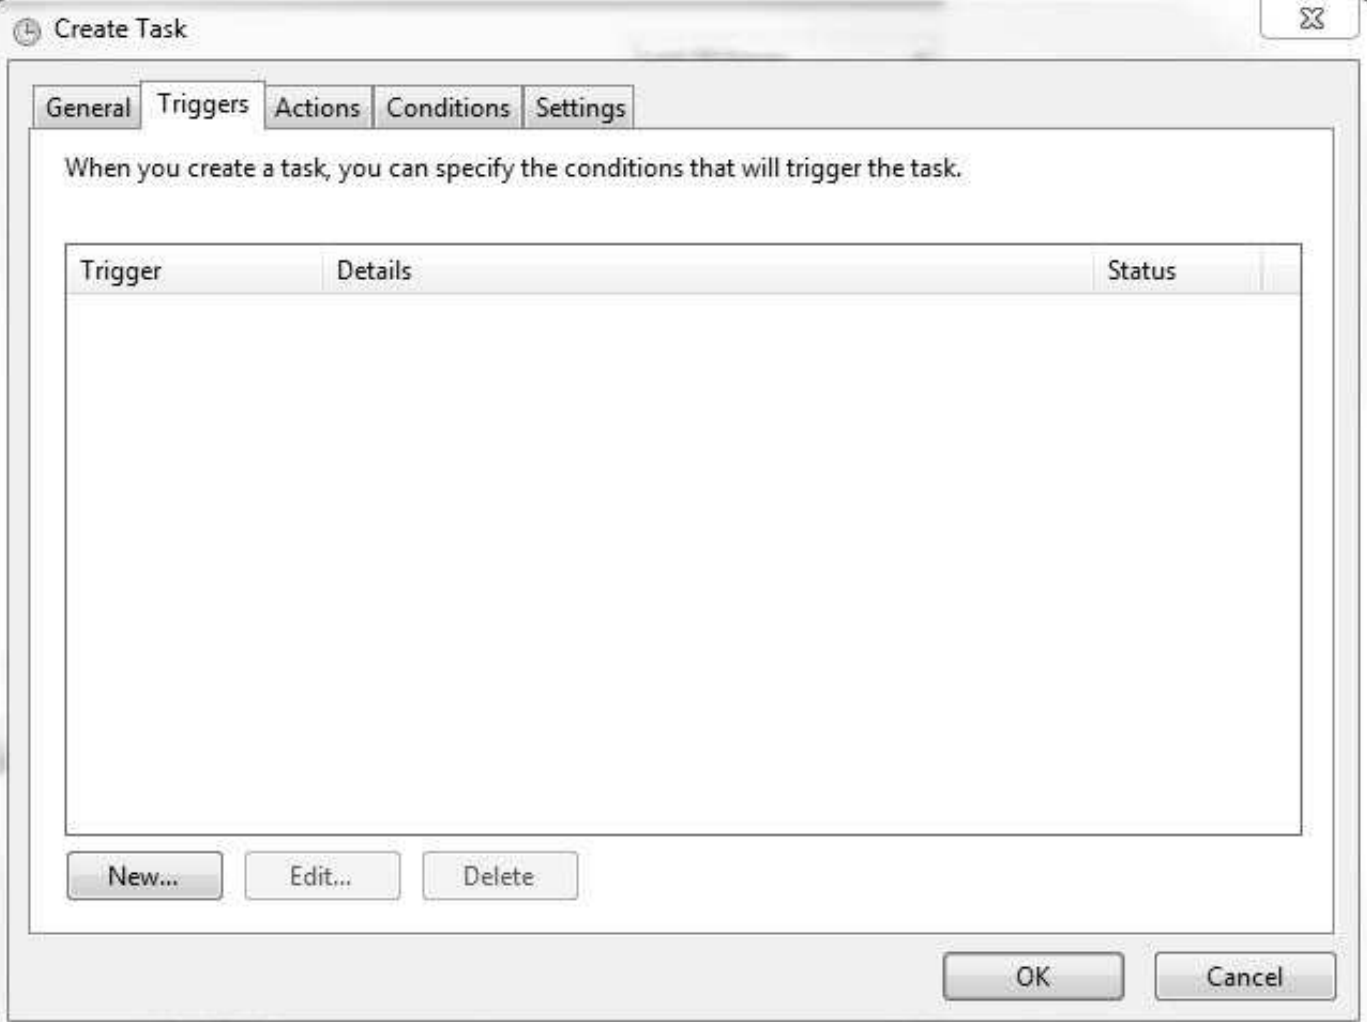 Create Task
General Triggers Actions Conditions Settings
When you create a task, you can specify the conditions that will trigger the task.
Trigger Details Status
New... Edit... Delete
OK Cancel